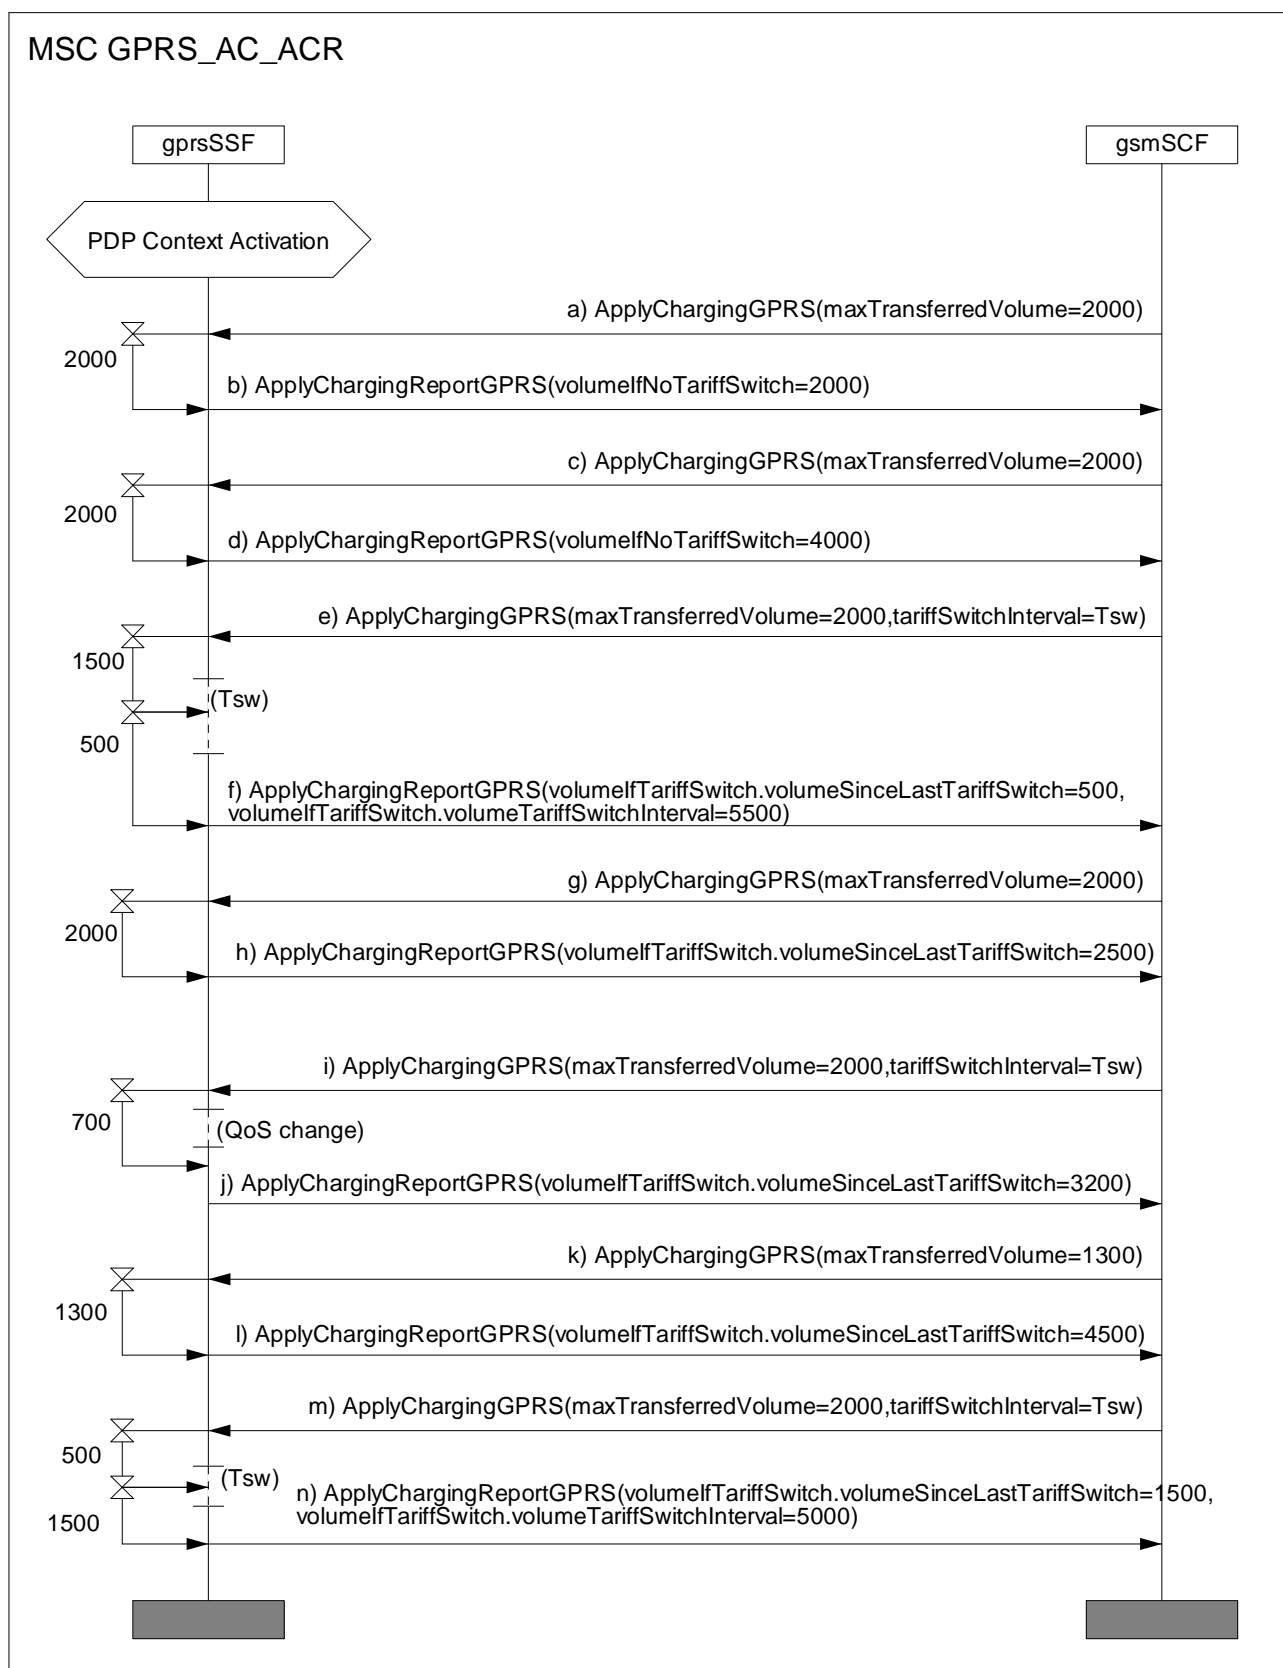 MSC GPRS_AC_ACR
gprsSSF
gsmSCF
PDP Context Activation
a) ApplyChargingGPRS(maxTransferredVolume=2000)
2000
b) ApplyChargingReportGPRS(volumeIfNoTariffSwitch=2000)
c) ApplyChargingGPRS(maxTransferredVolume=2000)
2000
d) ApplyChargingReportGPRS(volumeIfNoTariffSwitch=4000)
e) ApplyChargingGPRS(maxTransferredVolume=2000,tariffSwitchInterval=Tsw)
1500
(Tsw)
500
f) ApplyChargingReportGPRS(volumeIfTariffSwitch.volumeSinceLastTariffSwitch=500,
volumeIfTariffSwitch.volumeTariffSwitchInterval=5500)
g) ApplyChargingGPRS(maxTransferredVolume=2000)
2000
h) ApplyChargingReportGPRS(volumeIfTariffSwitch.volumeSinceLastTariffSwitch=2500)
i) ApplyChargingGPRS(maxTransferredVolume=2000,tariffSwitchInterval=Tsw)
700
(QoS change)
j) ApplyChargingReportGPRS(volumeIfTariffSwitch.volumeSinceLastTariffSwitch=3200)
k) ApplyChargingGPRS(maxTransferredVolume=1300)
1300
l) ApplyChargingReportGPRS(volumeIfTariffSwitch.volumeSinceLastTariffSwitch=4500)
m) ApplyChargingGPRS(maxTransferredVolume=2000,tariffSwitchInterval=Tsw)
500
(Tsw)
n) ApplyChargingReportGPRS(volumeIfTariffSwitch.volumeSinceLastTariffSwitch=1500,
volumeIfTariffSwitch.volumeTariffSwitchInterval=5000)
1500